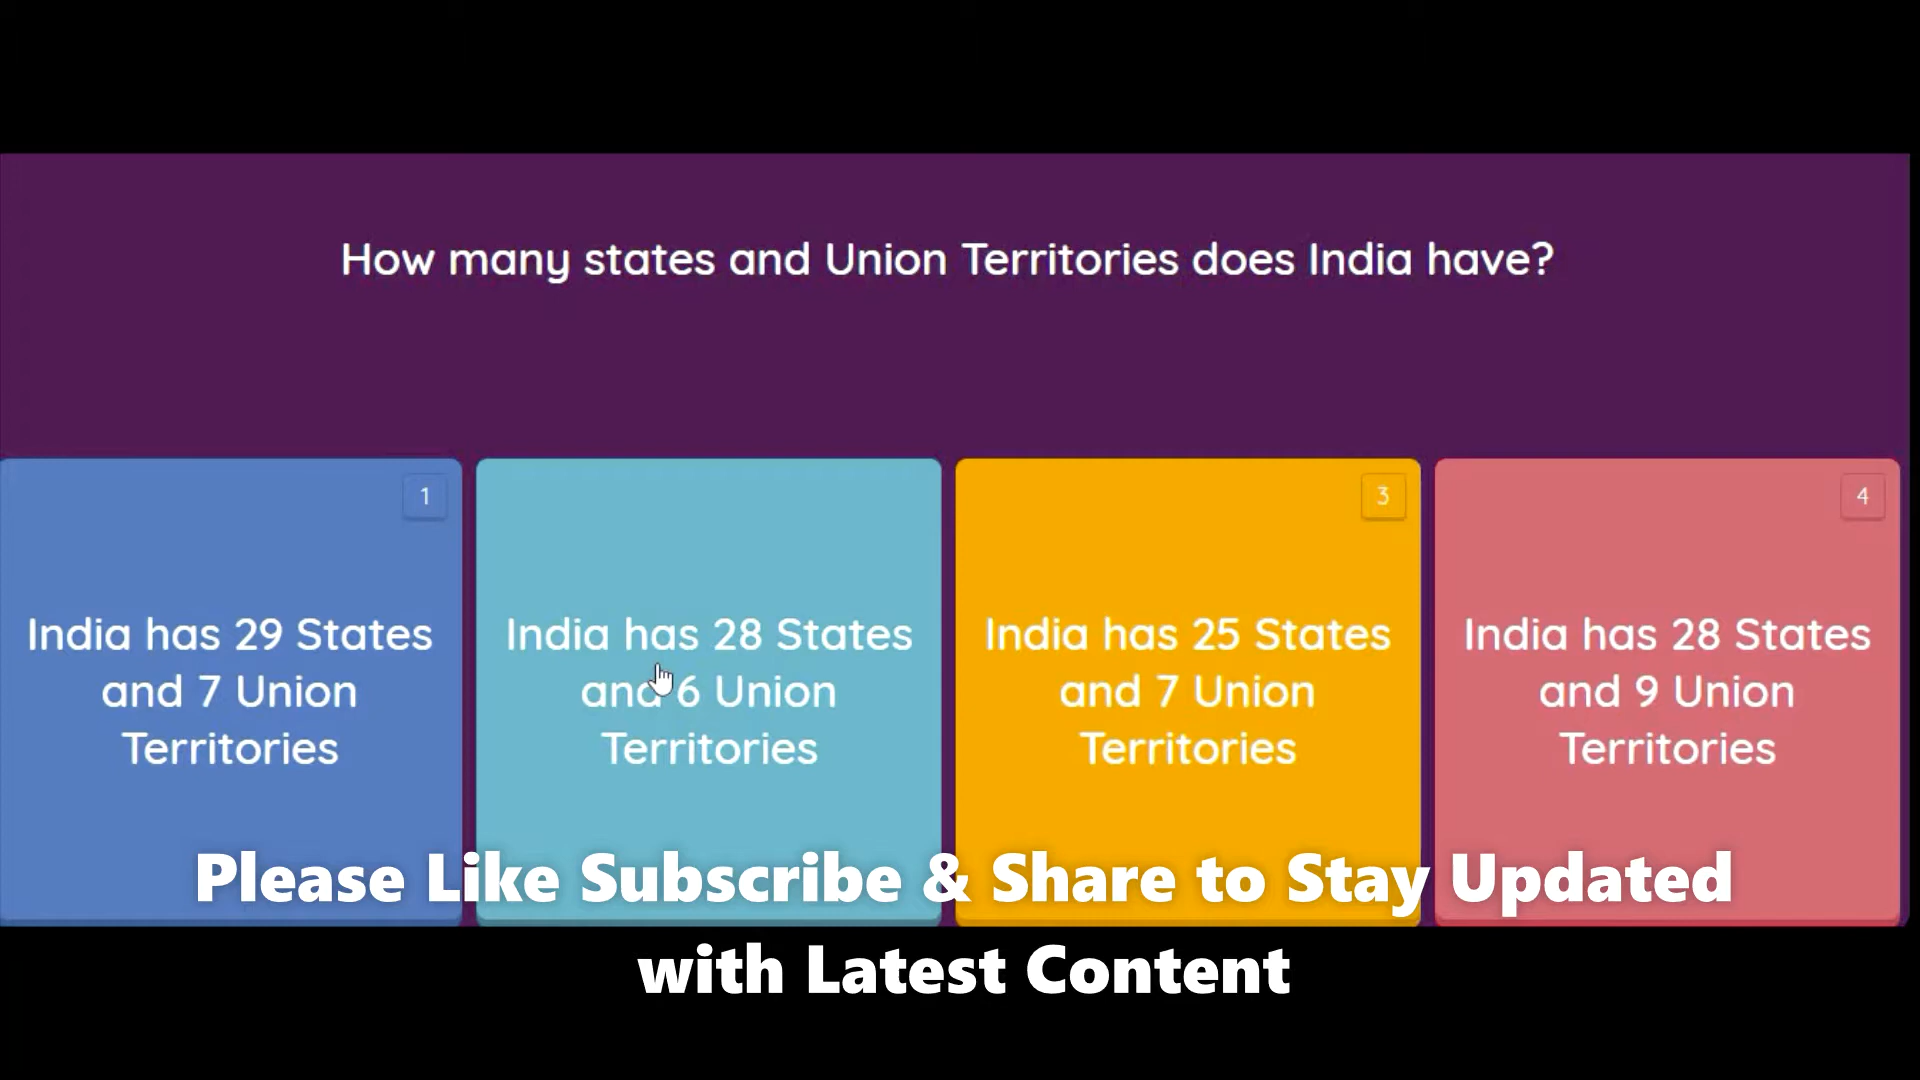 How many states and Union Territories does India have?
1
India has 29 States
and 7 Union
Territories
India has 28 States
and 6 Union
Territories
3
India has 25 States
and 7 Union
Territories
4
India has 28 States
and 9 Union
Territories
Please Like Subscribe & Share to Stay Updated
with Latest Content